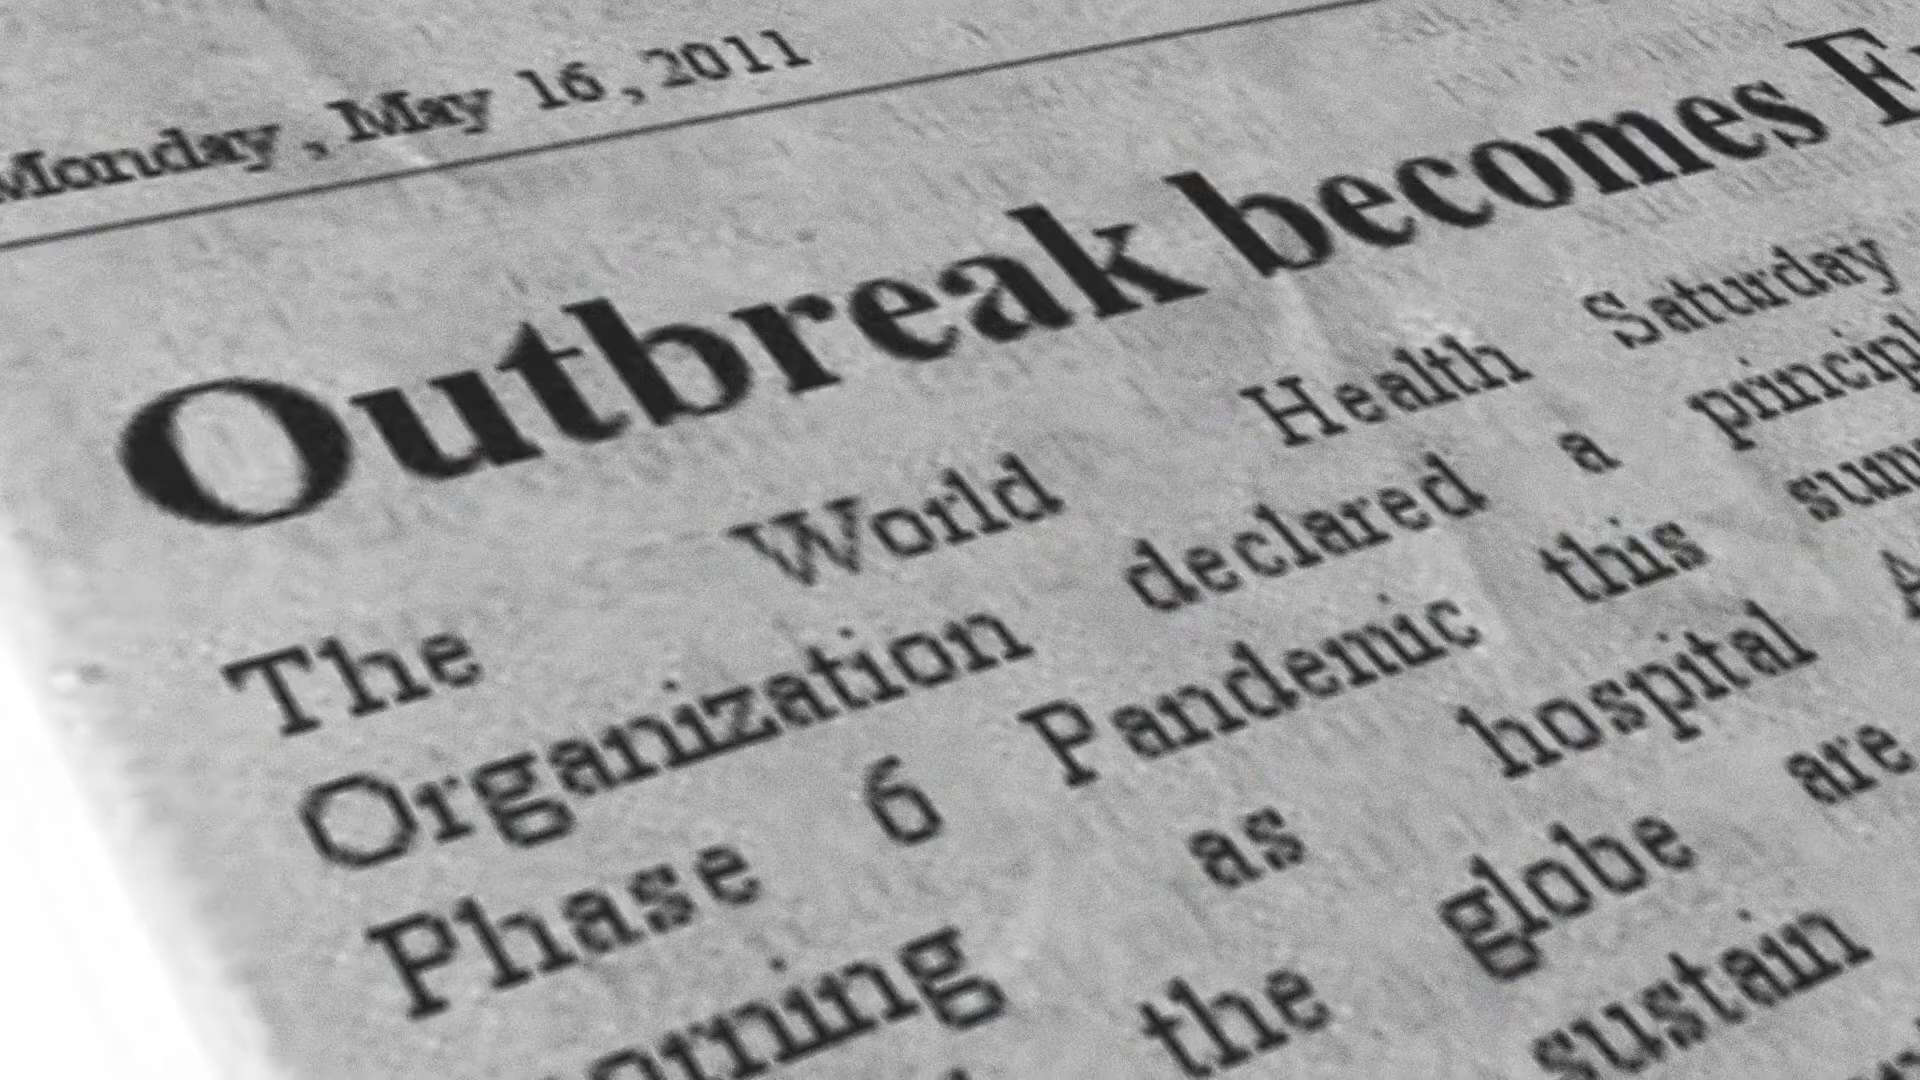 Monday, May 16, 2011
Outbreak becomes
The World Health
Organization declared a
Phase 6 Pandemic this
as hospital
the globe are
sustain
Saturday